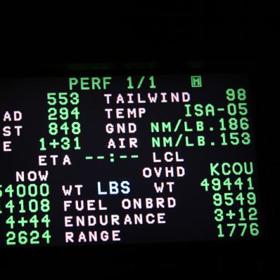 PERF 1/1 M
553 TAILWIND 98
AD 294 TEMP ISA-05
ST 848 GND NM/LB.186
E 1+31 AIR NM/LB.153
ETA --:-- LCL
NOW OVHD KCOU
54000 WT LBS WT 49441
14108 FUEL ONBRD 9549
4+44 ENDURANCE 3+12
2624 RANGE 1776